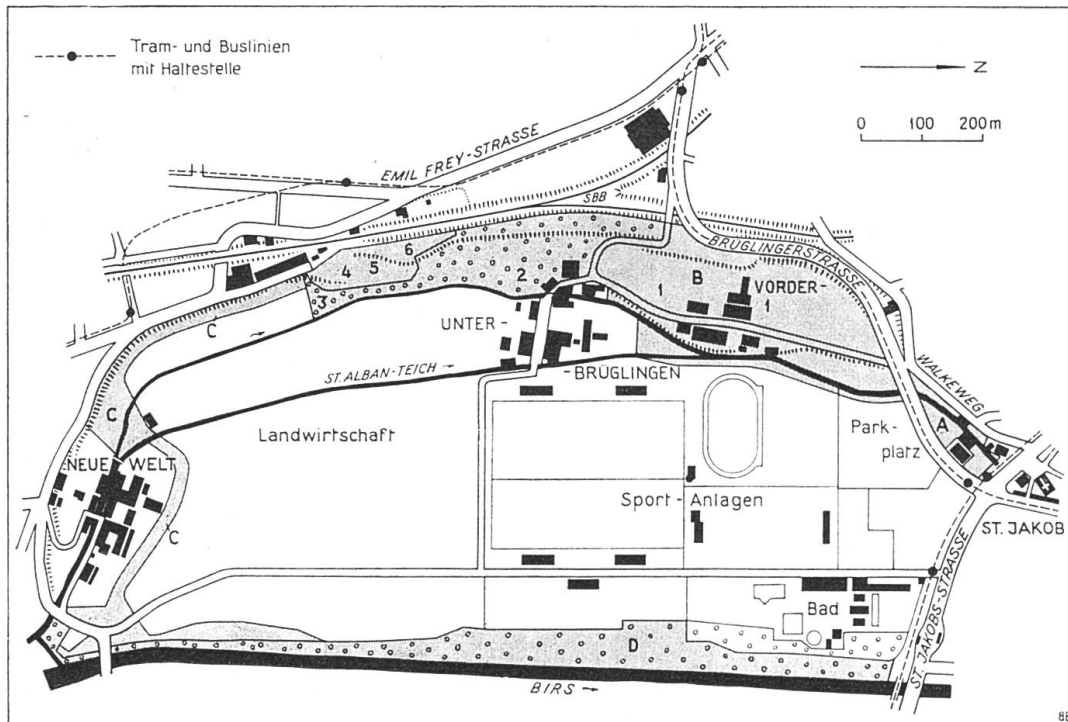 Tram- und Buslinien
mit Haltestelle
N
0 100 200 m
EMIL FREY-STRASSE
SBB
BRÜGLINGERSTRASSE
6
4 5
2
3
B
1
VORDER-
1
C
UNTER-
ST. ALBAN-TEICH
-BRÜGLINGEN
WALKEWEG
A
C
Landwirtschaft
Park-
platz
NEUE WELT
Sport-Anlagen
C
ST. JAKOB
ST. JAKOBS-STRASSE
Bad
D
BIRS